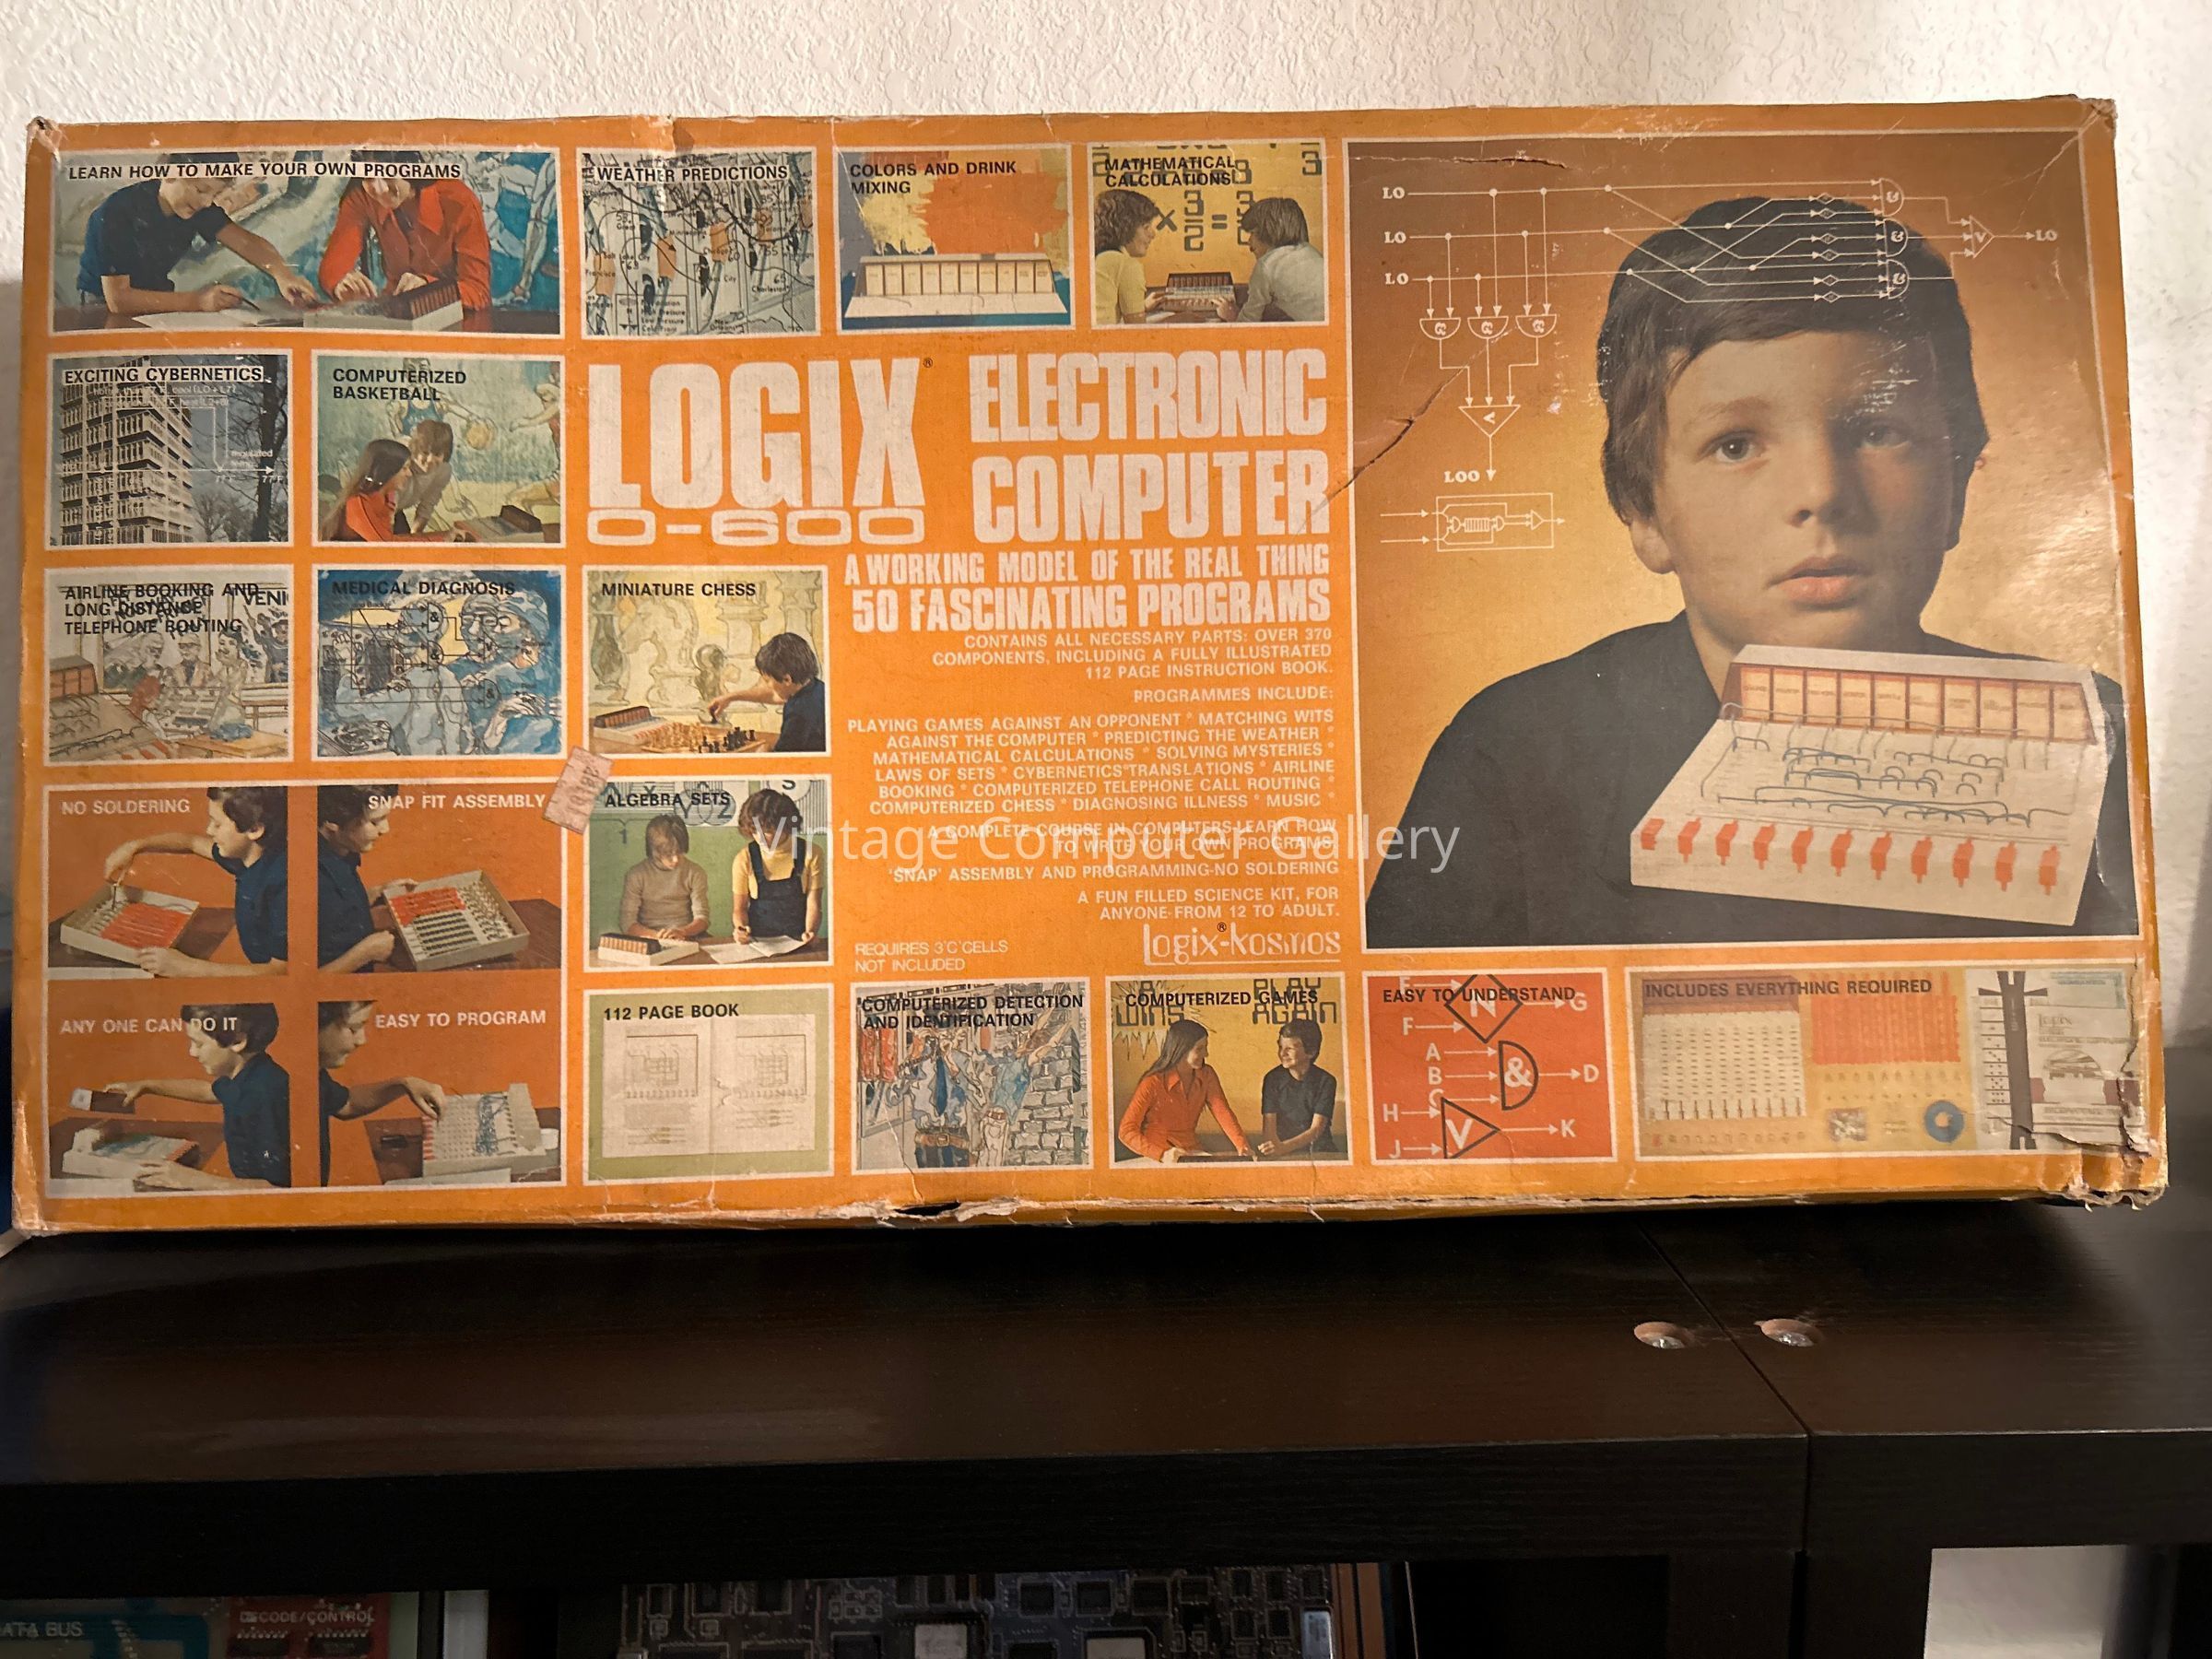 LEARN HOW TO MAKE YOUR OWN PROGRAMS
WEATHER PREDICTIONS
COLORS AND DRINK
MIXING
MATHEMATICAL
CALCULATIONS
EXCITING CYBERNETICS
COMPUTERIZED
BASKETBALL
LOGIX®
0-600
ELECTRONIC
COMPUTER
A WORKING MODEL OF THE REAL THING
50 FASCINATING PROGRAMS
CONTAINS ALL NECESSARY PARTS: OVER 370
COMPONENTS, INCLUDING A FULLY ILLUSTRATED
112 PAGE INSTRUCTION BOOK.
PROGRAMMES INCLUDE:
PLAYING GAMES AGAINST AN OPPONENT * MATCHING WITS
AGAINST THE COMPUTER * PREDICTING THE WEATHER *
MATHEMATICAL CALCULATIONS * SOLVING MYSTERIES *
LAWS OF SETS * CYBERNETICS*TRANSLATIONS * AIRLINE
BOOKING * COMPUTERIZED TELEPHONE CALL ROUTING *
COMPUTERIZED CHESS * DIAGNOSING ILLNESS * MUSIC *
A COMPLETE COURSE IN COMPUTERS-LEARN HOW
TO WRITE YOUR OWN PROGRAMS
'SNAP' ASSEMBLY AND PROGRAMMING-NO SOLDERING
A FUN FILLED SCIENCE KIT, FOR
ANYONE-FROM 12 TO ADULT.
logix-kosmos®
REQUIRES 3'C'CELLS
NOT INCLUDED
AIRLINE BOOKING AND
LONG DISTANCE
TELEPHONE ROUTING
VENI
MEDICAL DIAGNOSIS
MINIATURE CHESS
NO SOLDERING
SNAP FIT ASSEMBLY
ALGEBRA SETS
ANY ONE CAN DO IT
EASY TO PROGRAM
112 PAGE BOOK
COMPUTERIZED DETECTION
AND IDENTIFICATION
COMPUTERIZED GAMES
WINS
PLAY
AGAIN
EASY TO UNDERSTAND
N
G
F
A
B
C
&
D
H
J
V
K
INCLUDES EVERYTHING REQUIRED
LO
LO
LO
LO
LOO
Vintage Computer Gallery
DATA BUS
CODE/CONTROL